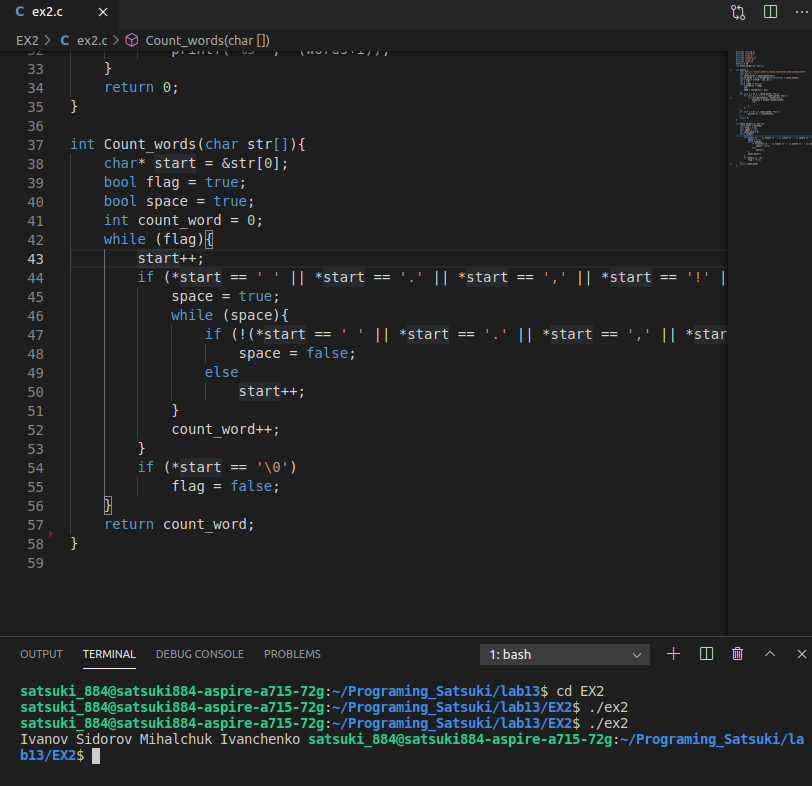 C ex2.c
EX2 > C ex2.c > Count_words(char [])
33 }
34 return 0;
35 }
36
37 int Count_words(char str[]){
38 char* start = &str[0];
39 bool flag = true;
40 bool space = true;
41 int count_word = 0;
42 while (flag){
43 start++;
44 if (*start == ' ' || *start == '.' || *start == ',' || *start == '!' |
45 space = true;
46 while (space){
47 if (!(*start == ' ' || *start == '.' || *start == ',' || *star
48 space = false;
49 else
50 start++;
51 }
52 count_word++;
53 }
54 if (*start == '\0')
55 flag = false;
56 }
57 return count_word;
58 }
59
OUTPUT TERMINAL DEBUG CONSOLE PROBLEMS 1: bash
satsuki_884@satsuki884-aspire-a715-72g:~/Programing_Satsuki/lab13$ cd EX2
satsuki_884@satsuki884-aspire-a715-72g:~/Programing_Satsuki/lab13/EX2$ ./ex2
satsuki_884@satsuki884-aspire-a715-72g:~/Programing_Satsuki/lab13/EX2$ ./ex2
Ivanov Sidorov Mihalchuk Ivanchenko satsuki_884@satsuki884-aspire-a715-72g:~/Programing_Satsuki/la
b13/EX2$